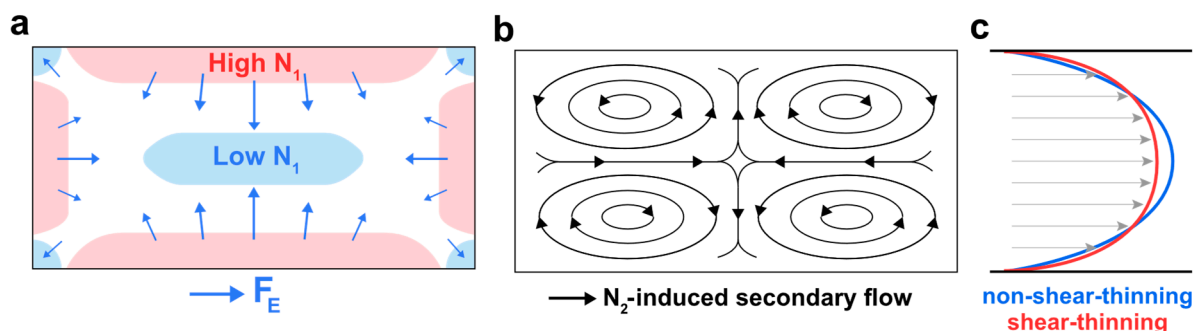 a
High N1
Low N1
FE
b
N2-induced secondary flow
c
non-shear-thinning
shear-thinning